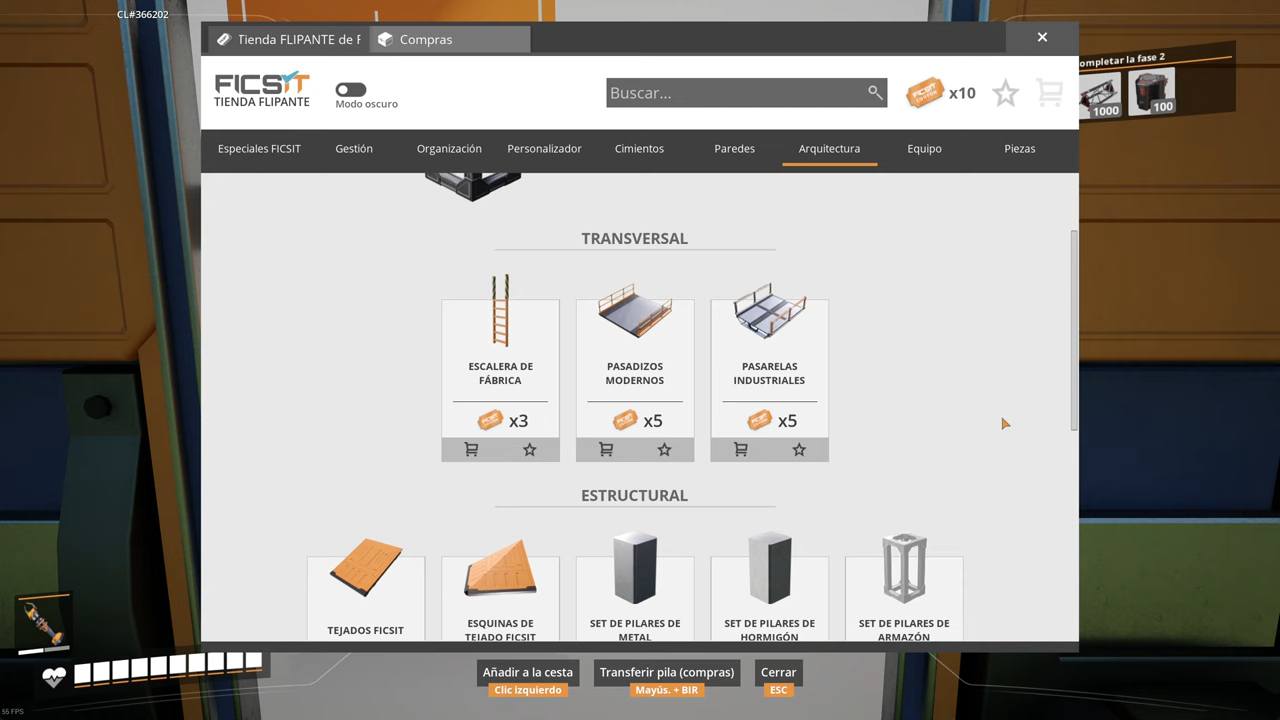 CL#366202
Tienda FLIPANTE de F
Compras
ompletar la fase 2
1000
100
FICSIT
TIENDA FLIPANTE
Modo oscuro
Buscar...
x10
Especiales FICSIT
Gestión
Organización
Personalizador
Cimientos
Paredes
Arquitectura
Equipo
Piezas
TRANSVERSAL
ESCALERA DE
FÁBRICA
x3
PASADIZOS
MODERNOS
x5
PASARELAS
INDUSTRIALES
x5
ESTRUCTURAL
TEJADOS FICSIT
ESQUINAS DE
TEJADO FICSIT
SET DE PILARES DE
METAL
SET DE PILARES DE
HORMIGÓN
SET DE PILARES DE
ARMAZÓN
Añadir a la cesta
Clic izquierdo
Transferir pila (compras)
Mayús. + BIR
Cerrar
ESC
55 FPS